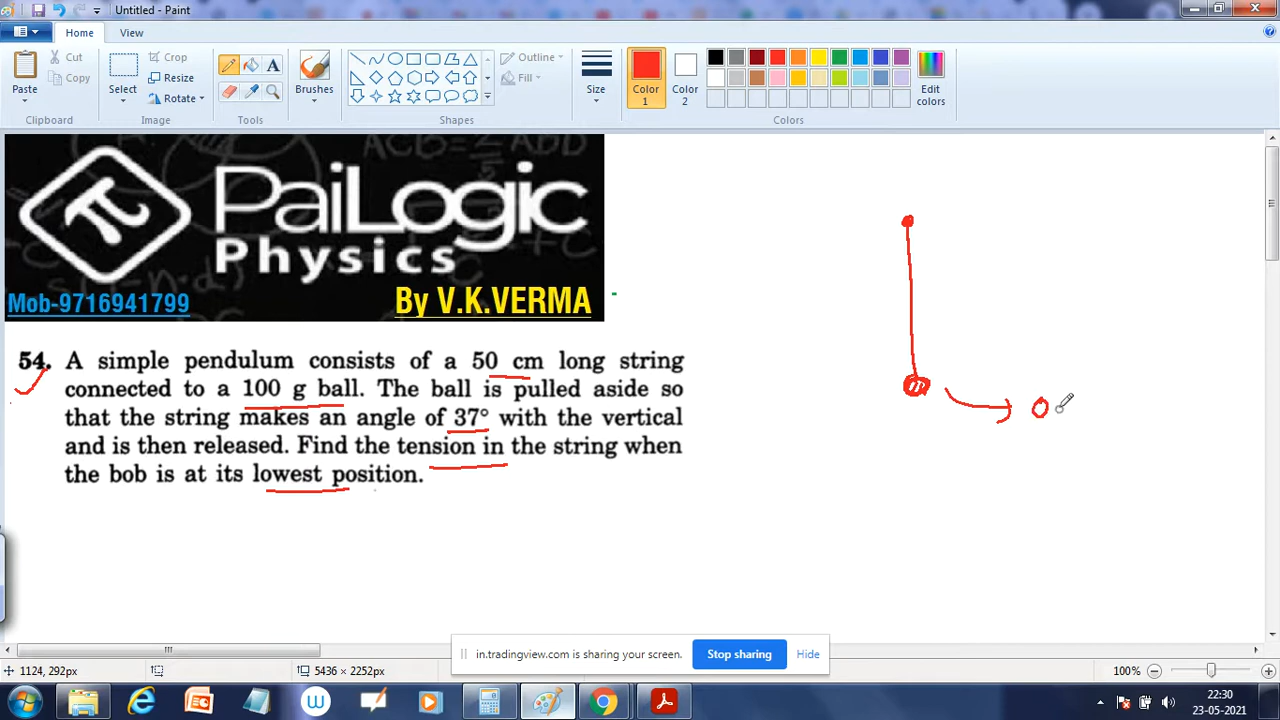 Untitled - Paint
Home
View
Paste
Cut
Copy
Clipboard
Select
Crop
Resize
Rotate
Image
A
Tools
Brushes
Shapes
Outline
Fill
Size
Color 1
Color 2
Edit colors
Colors
π
PaiLogic
Physics
Mob-9716941799
By V.K.VERMA
54. A simple pendulum consists of a 50 cm long string
connected to a 100 g ball. The ball is pulled aside so
that the string makes an angle of 37° with the vertical
and is then released. Find the tension in the string when
the bob is at its lowest position.
0
in.tradingview.com is sharing your screen.
Stop sharing
Hide
1124, 292px
5436 × 2252px
100%
22:30
23-05-2021